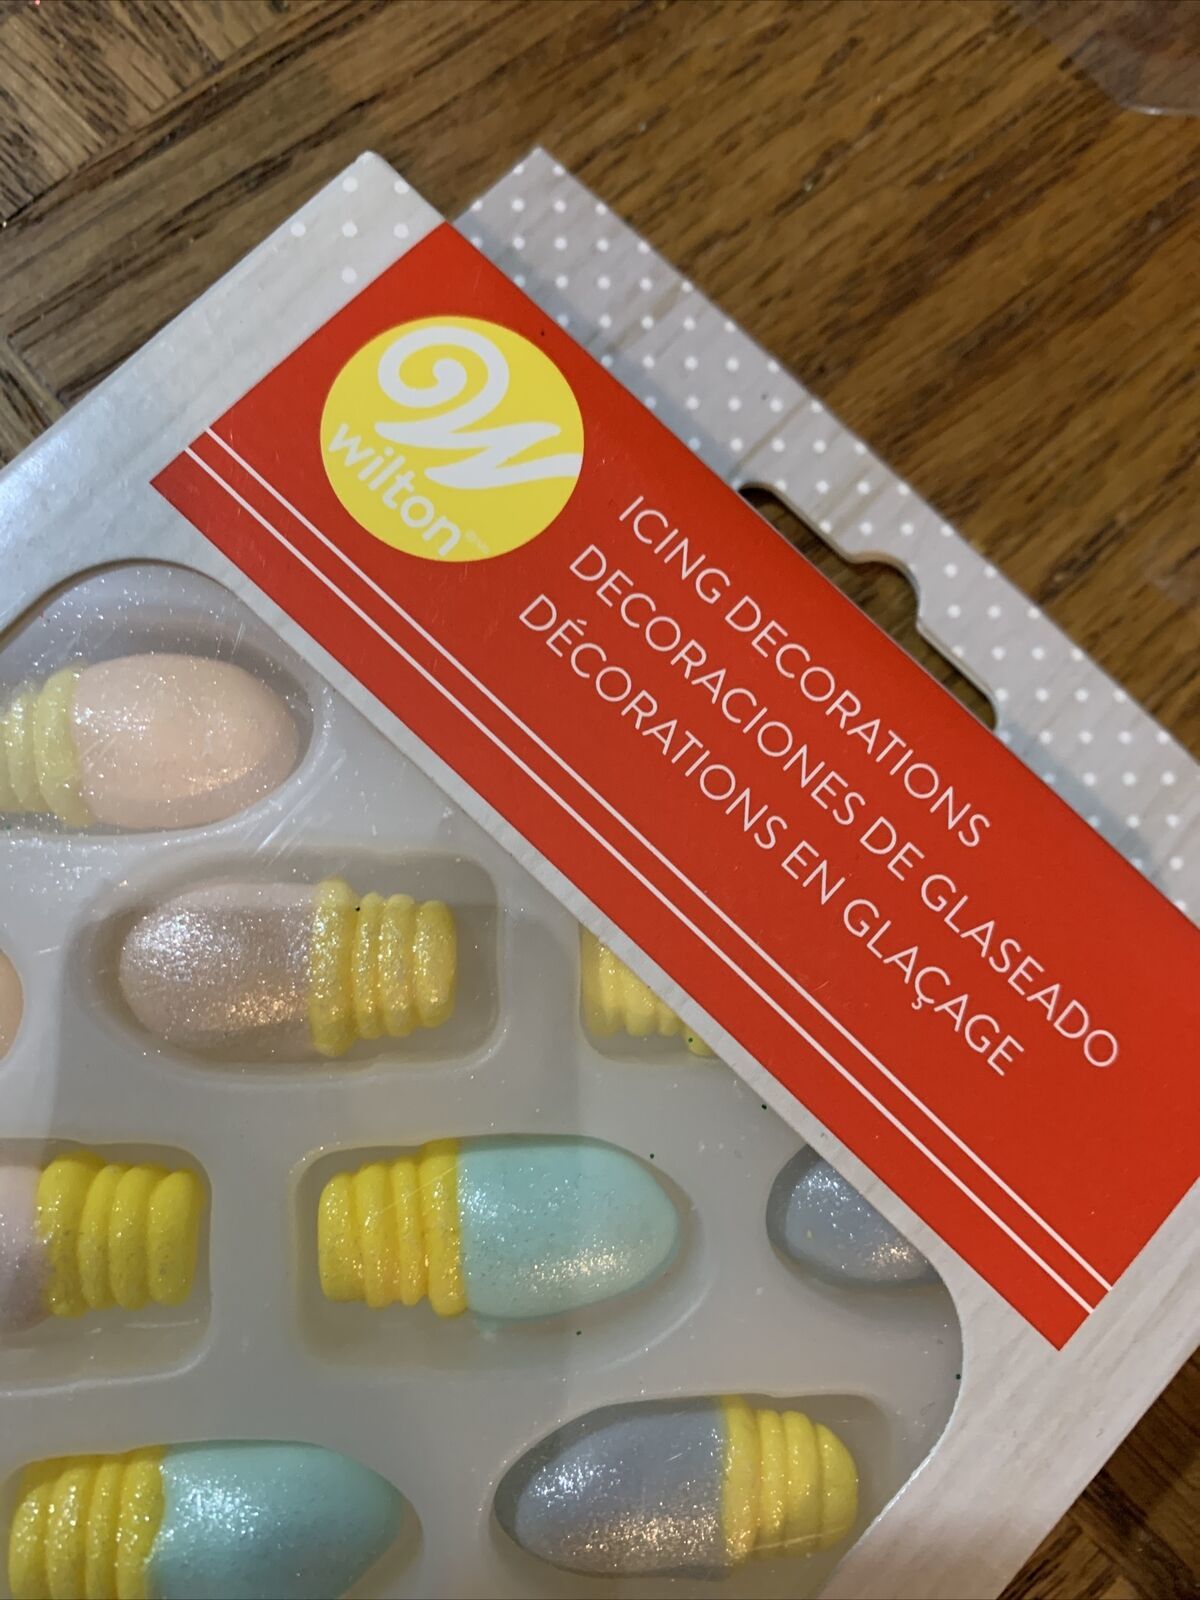 wilton
ICING DECORATIONS
DECORACIONES DE GLASEADO
DÉCORATIONS EN GLAÇAGE